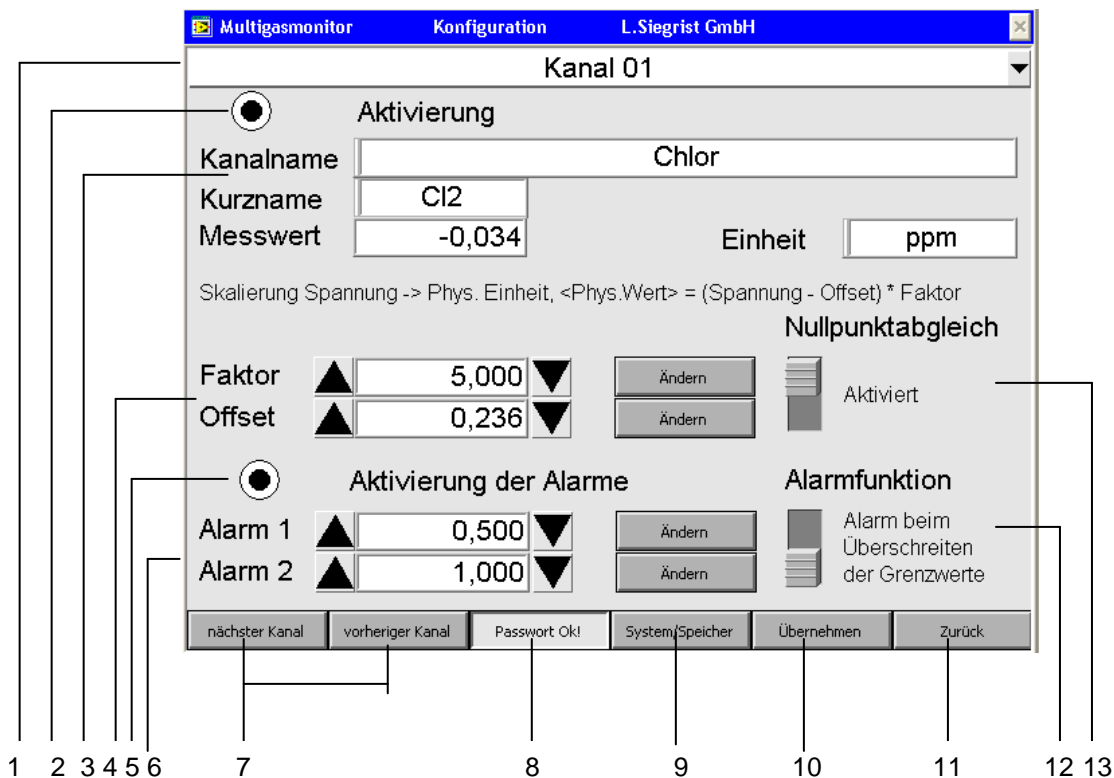 Multigasmonitor Konfiguration L.Siegrist GmbH
Kanal 01
Aktivierung
Kanalname Chlor
Kurzname Cl2
Messwert -0,034 Einheit ppm
Skalierung Spannung -> Phys. Einheit, <Phys.Wert> = (Spannung - Offset) * Faktor
Nullpunktabgleich
Faktor 5,000 Ändern
Aktiviert
Offset 0,236 Ändern
Aktivierung der Alarme Alarmfunktion
Alarm 1 0,500 Ändern
Alarm beim
Überschreiten
der Grenzwerte
Alarm 2 1,000 Ändern
nächster Kanal vorheriger Kanal Passwort Ok! System/Speicher Übernehmen Zurück
1 2 3 4 5 6 7 8 9 10 11 12 13